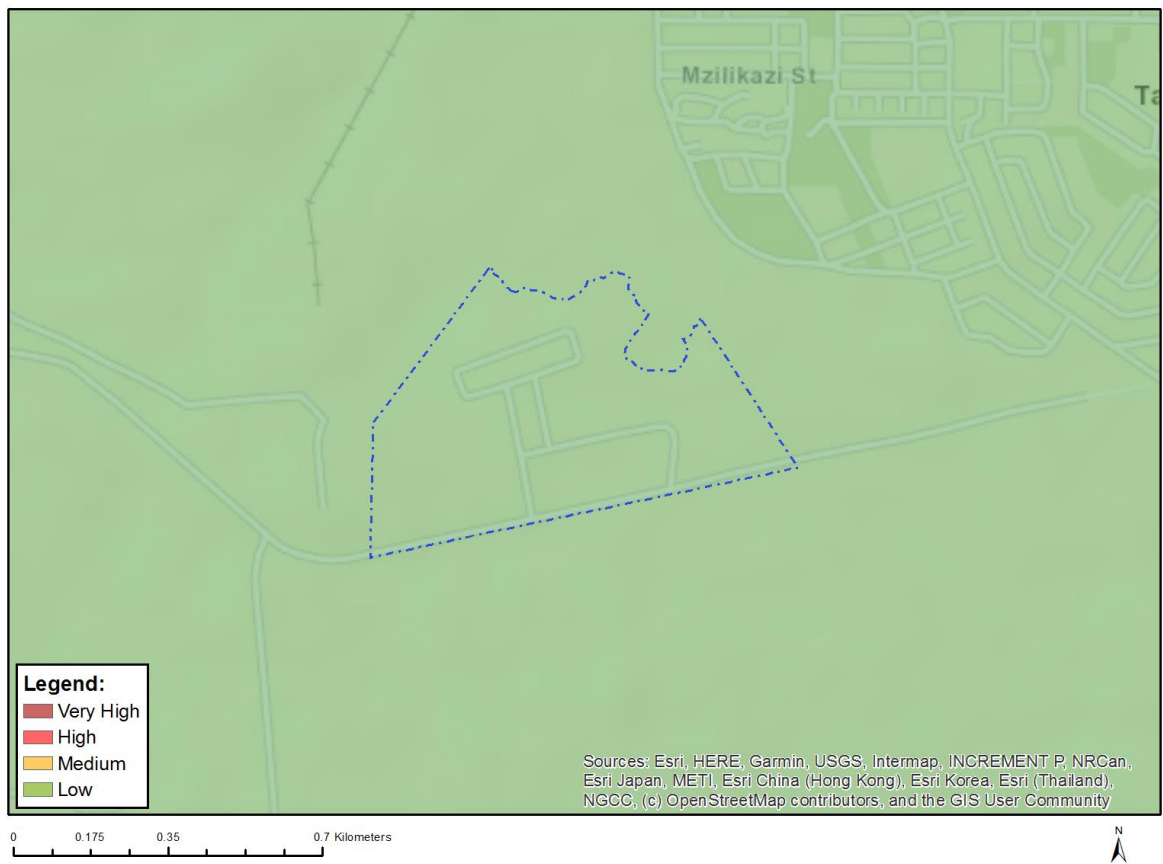 Mzilikazi St
Ta
Legend:
Very High
High
Medium
Low
Sources: Esri, HERE, Garmin, USGS, Intermap, INCREMENT P, NRCan,
Esri Japan, METI, Esri China (Hong Kong), Esri Korea, Esri (Thailand),
NGCC, (c) OpenStreetMap contributors, and the GIS User Community
0 0.175 0.35 0.7 Kilometers
N